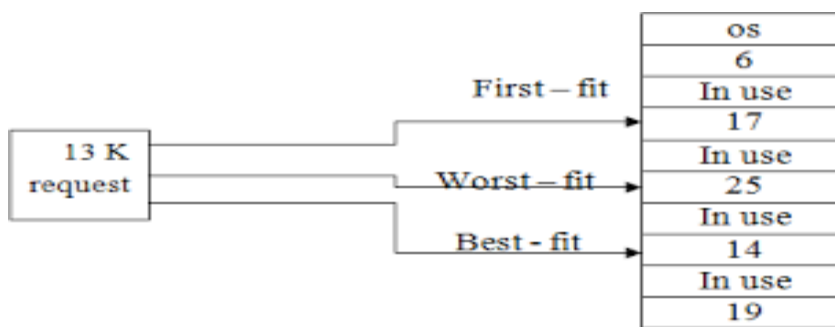 os
6
First – fit
In use
17
13 K
request
In use
Worst – fit
25
In use
Best - fit
14
In use
19